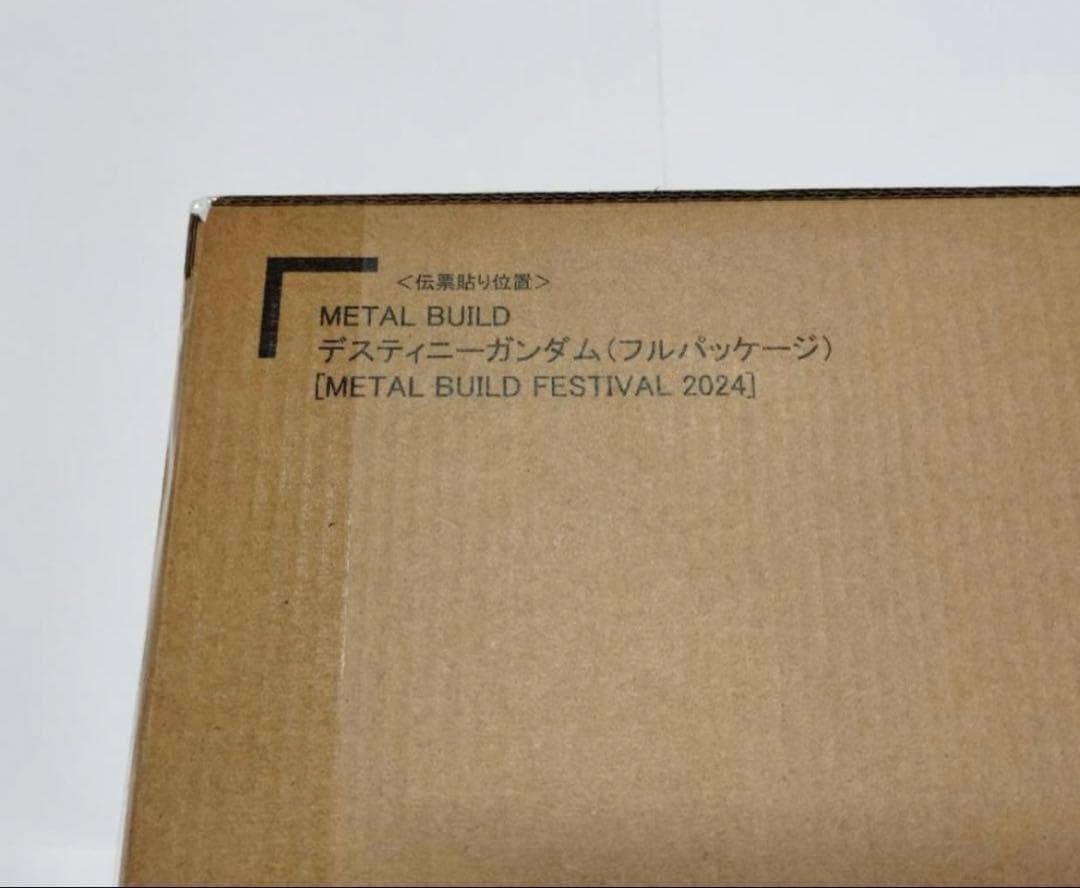 <伝票貼り位置>
METAL BUILD
デスティニーガンダム(フルパッケージ)
[METAL BUILD FESTIVAL 2024]